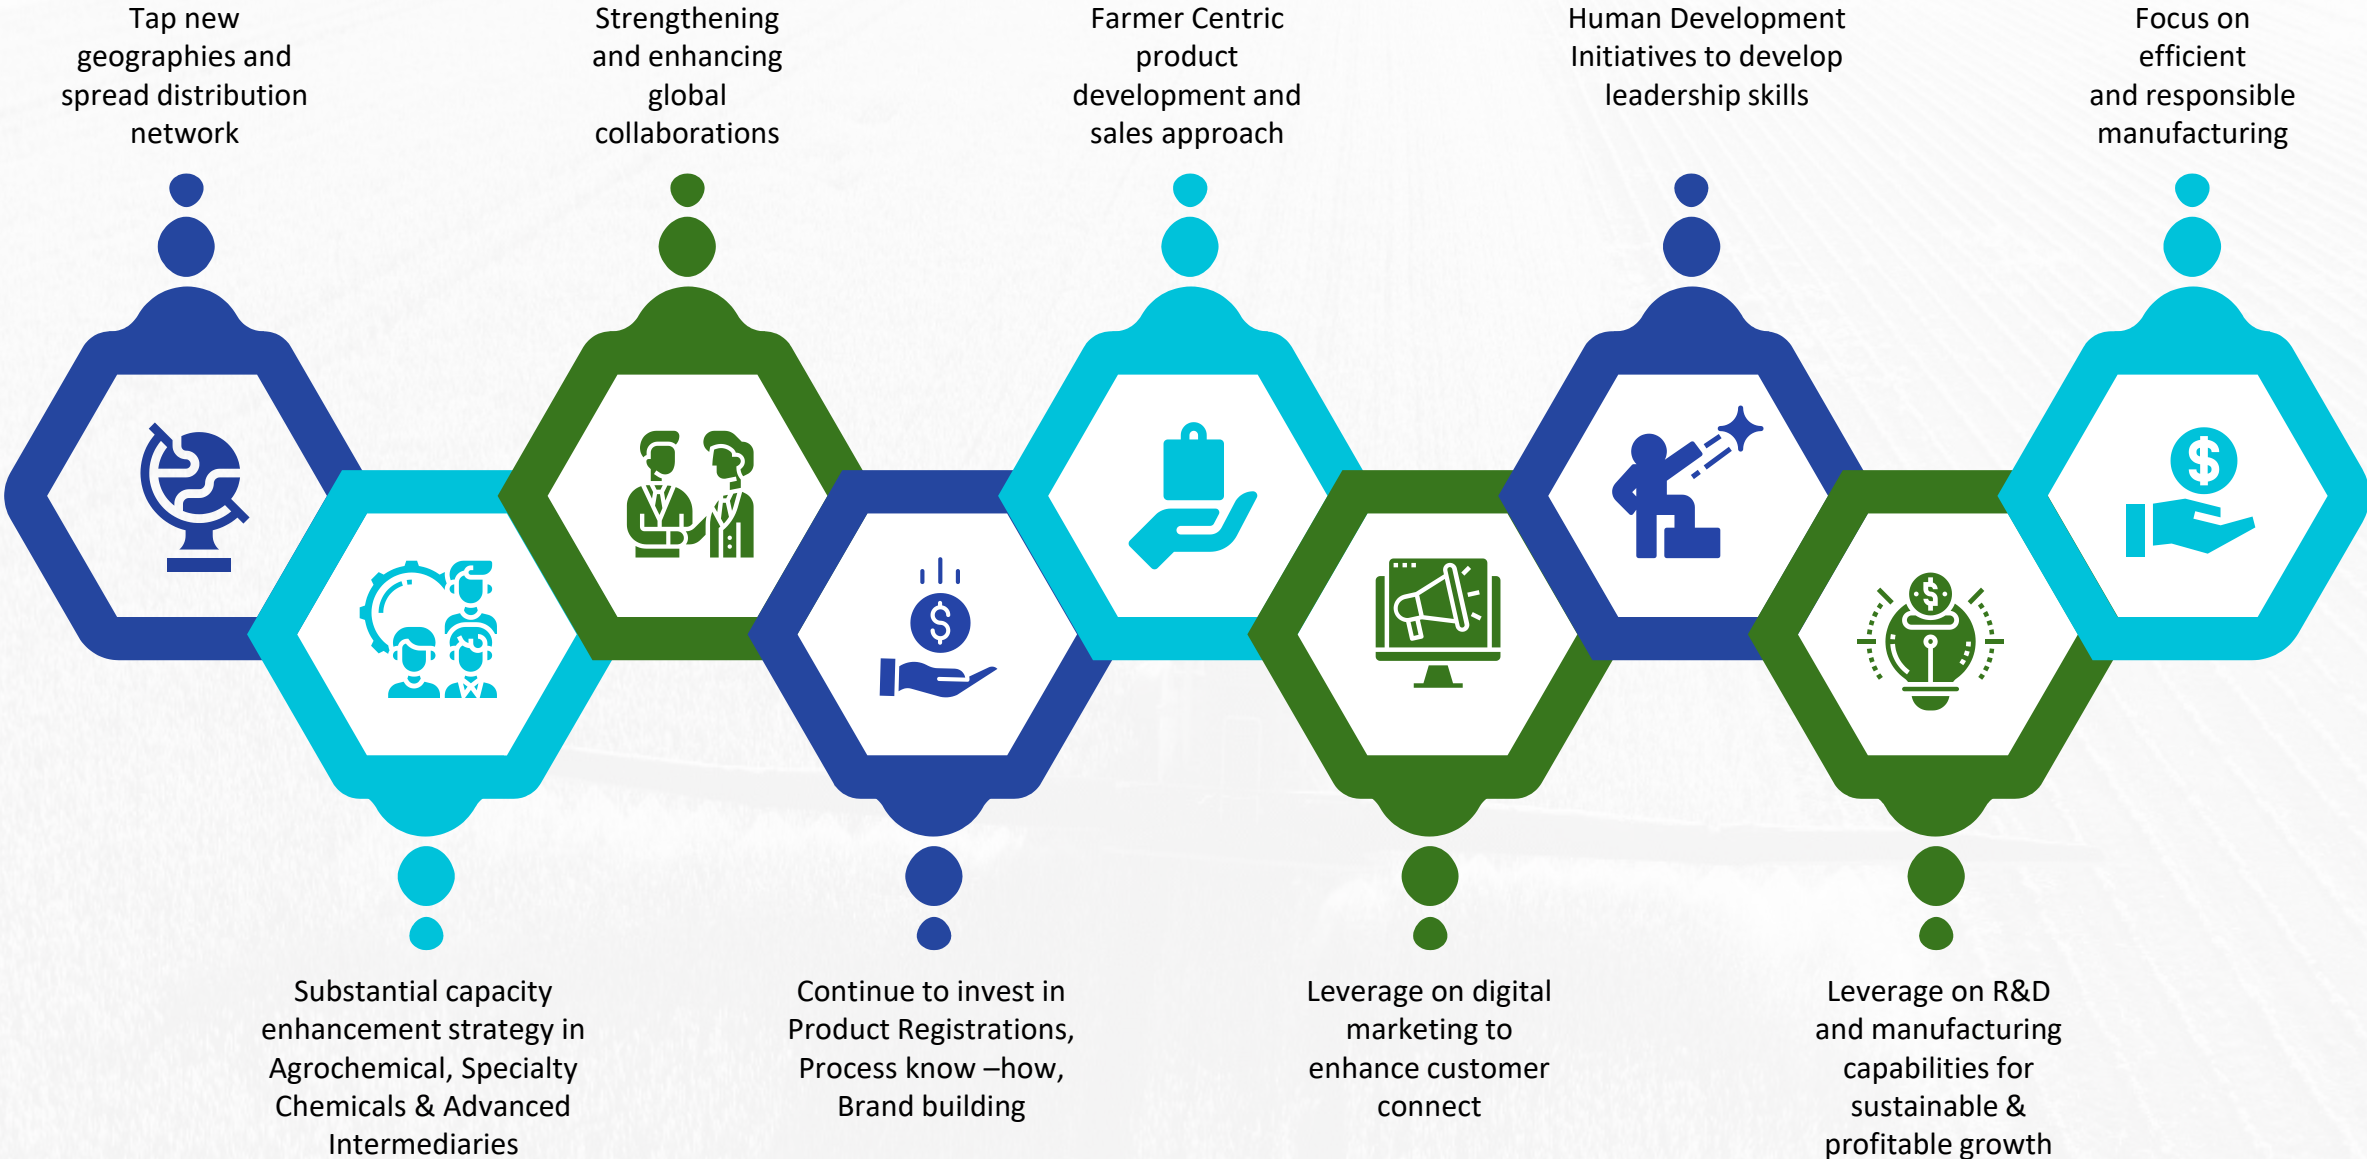 Tap new
geographies and
spread distribution
network
Strengthening
and enhancing
global
collaborations
Farmer Centric
product
development and
sales approach
Human Development
Initiatives to develop
leadership skills
Focus on
efficient
and responsible
manufacturing
$
$
$
Substantial capacity
enhancement strategy in
Agrochemical, Specialty
Chemicals & Advanced
Intermediaries
Continue to invest in
Product Registrations,
Process know –how,
Brand building
Leverage on digital
marketing to
enhance customer
connect
Leverage on R&D
and manufacturing
capabilities for
sustainable &
profitable growth